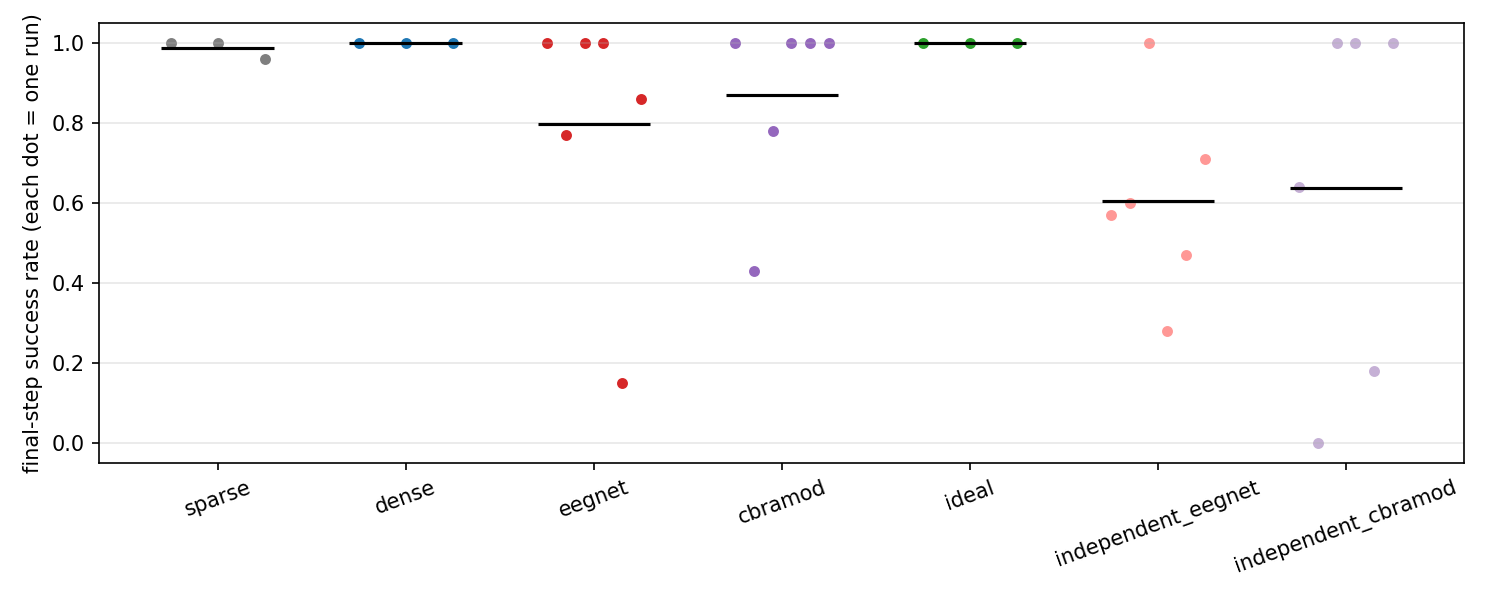 final-step success rate (each dot = one run)
1.0
0.8
0.6
0.4
0.2
0.0
sparse
dense
eegnet
cbramod
ideal
independent_eegnet
independent_cbramod